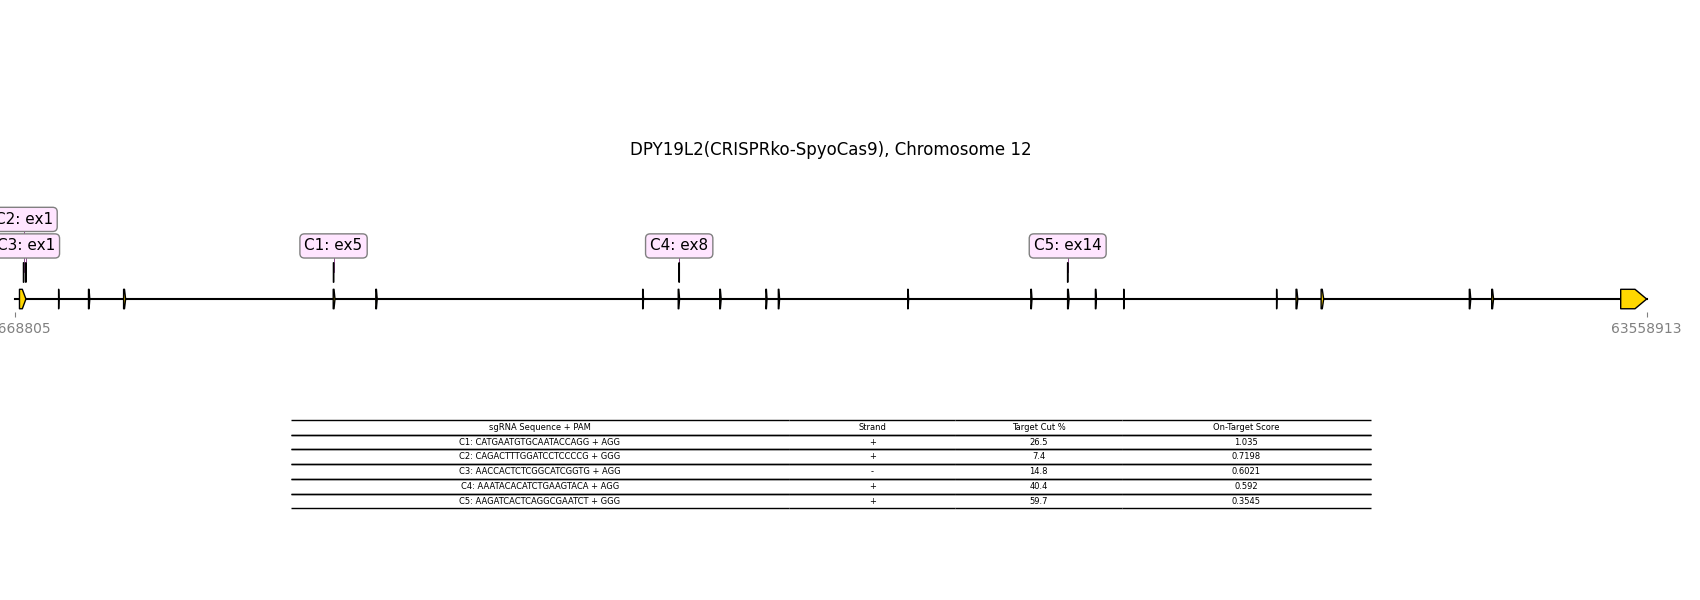 DPY19L2(CRISPRko-SpyoCas9), Chromosome 12
C2: ex1
C3: ex1 C1: ex5 C4: ex8 C5: ex14
668805 63558913
sgRNA Sequence + PAM Strand Target Cut % On-Target Score
C1: CATGAATGTGCAATACCAGG + AGG + 26.5 1.035
C2: CAGACTTTGGATCCTCCCCG + GGG + 7.4 0.7198
C3: AACCACTCTCGGCATCGGTG + AGG - 14.8 0.6021
C4: AAATACACATCTGAAGTACA + AGG + 40.4 0.592
C5: AAGATCACTCAGGCGAATCT + GGG + 59.7 0.3545